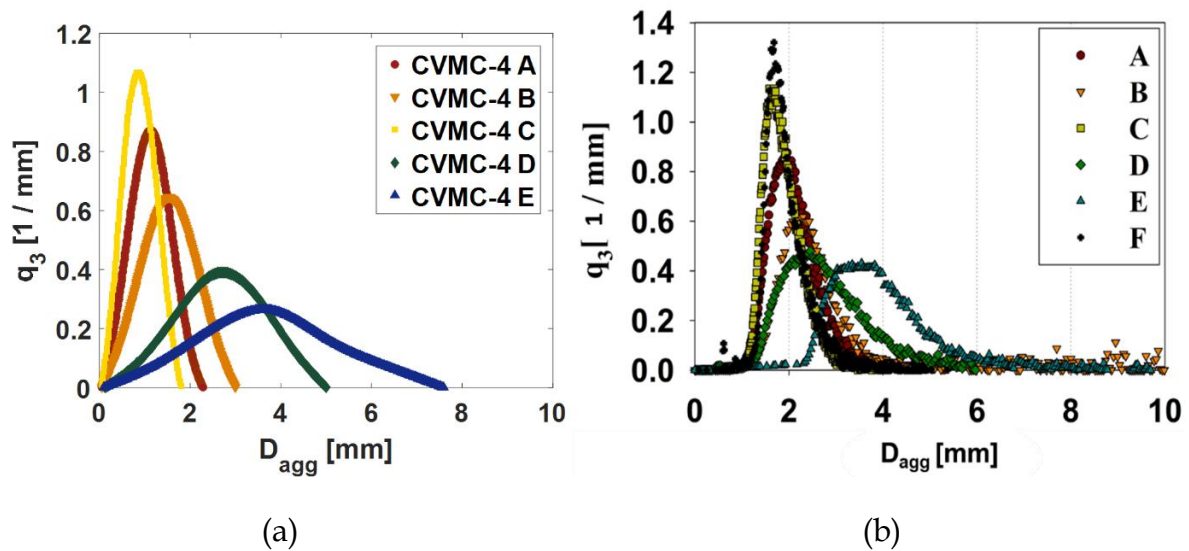 1.2
1
0.8
0.6
0.4
0.2
0
q3 [1 / mm]
0 2 4 6 8 10
Dagg [mm]
CVMC-4 A
CVMC-4 B
CVMC-4 C
CVMC-4 D
CVMC-4 E
(a)
1.4
1.2
1.0
0.8
0.6
0.4
0.2
0.0
q3[ 1 / mm]
0 2 4 6 8 10
Dagg [mm]
A
B
C
D
E
F
(b)